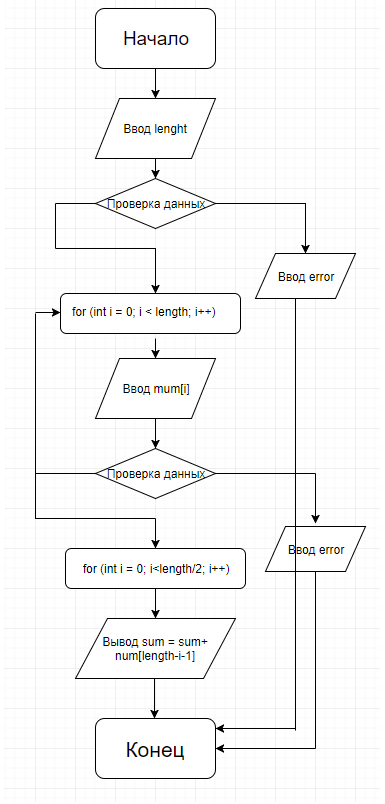 Начало
Ввод lenght
Проверка данных
Ввод error
for (int i = 0; i < length; i++)
Ввод mum[i]
Проверка данных
Ввод error
for (int i = 0; i<length/2; i++)
Вывод sum = sum+
num[length-i-1]
Конец